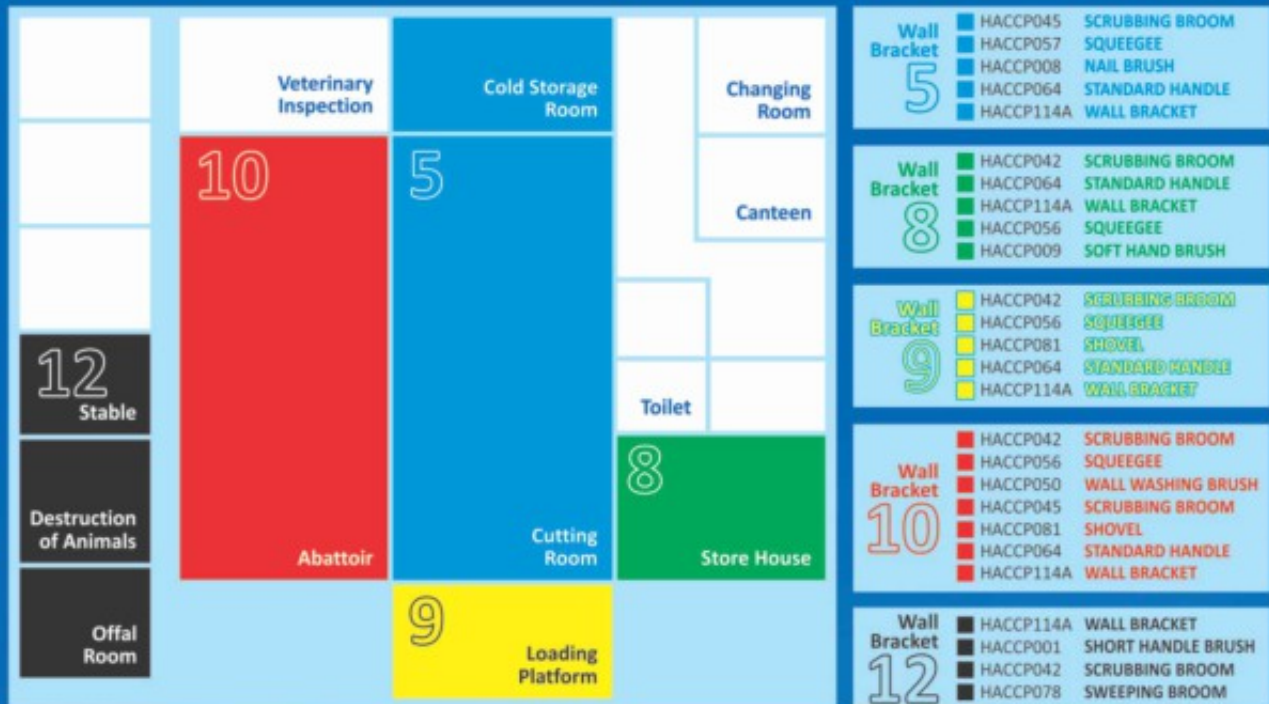 Veterinary
Inspection
Cold Storage
Room
Changing
Room
10
5
Canteen
12
Stable
Toilet
8
Destruction
of Animals
Abattoir
Cutting
Room
Store House
9
Offal
Room
Loading
Platform
Wall
Bracket
5
HACCP045 SCRUBBING BROOM
HACCP057 SQUEEGEE
HACCP008 NAIL BRUSH
HACCP064 STANDARD HANDLE
HACCP114A WALL BRACKET
Wall
Bracket
8
HACCP042 SCRUBBING BROOM
HACCP064 STANDARD HANDLE
HACCP114A WALL BRACKET
HACCP056 SQUEEGEE
HACCP009 SOFT HAND BRUSH
Wall
Bracket
9
HACCP042 SCRUBBING BROOM
HACCP056 SQUEEGEE
HACCP081 SHOVEL
HACCP064 STANDARD HANDLE
HACCP114A WALL BRACKET
Wall
Bracket
10
HACCP042 SCRUBBING BROOM
HACCP056 SQUEEGEE
HACCP050 WALL WASHING BRUSH
HACCP045 SCRUBBING BROOM
HACCP081 SHOVEL
HACCP064 STANDARD HANDLE
HACCP114A WALL BRACKET
Wall
Bracket
12
HACCP114A WALL BRACKET
HACCP001 SHORT HANDLE BRUSH
HACCP042 SCRUBBING BROOM
HACCP078 SWEEPING BROOM